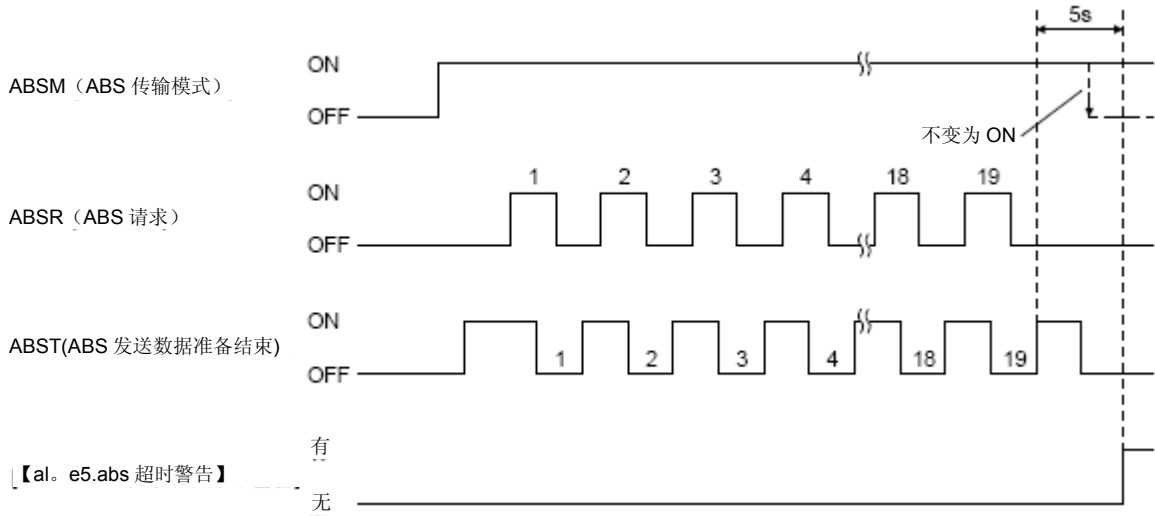 5s
ON
ABSM（ABS 传输模式）
OFF
不变为 ON
1 2 3 4 18 19
ON
ABSR（ABS 请求）
OFF
ON
ABST(ABS 发送数据准备结束)
1 2 3 4 18 19
OFF
有
【al。e5.abs 超时警告】
无